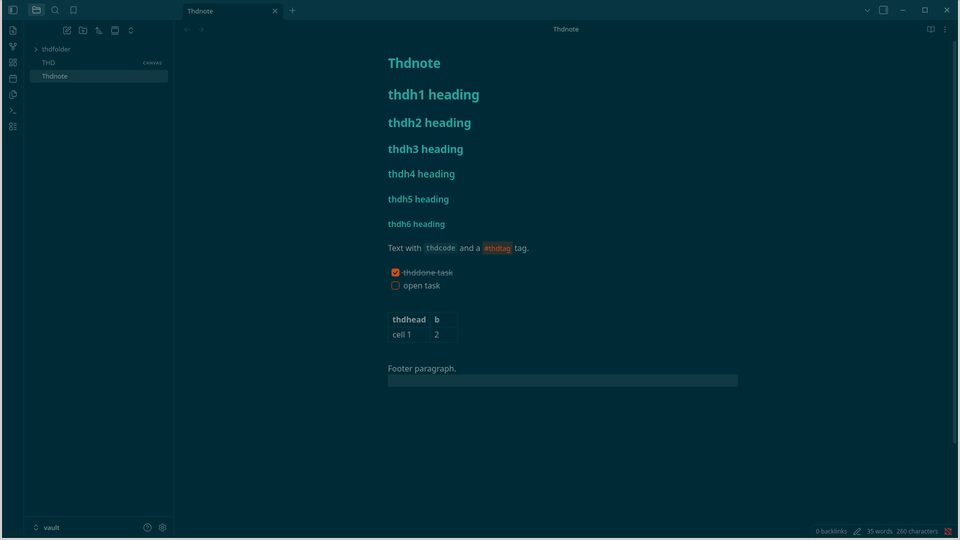 Thdnote
Thdnote
thdfolder
THD CANVAS
Thdnote
Thdnote
thdh1 heading
thdh2 heading
thdh3 heading
thdh4 heading
thdh5 heading
thdh6 heading
Text with thdcode and a #thdtag tag.
thddone task
open task
thdhead b
cell 1 2
Footer paragraph.
vault
0 backlinks 35 words 260 characters